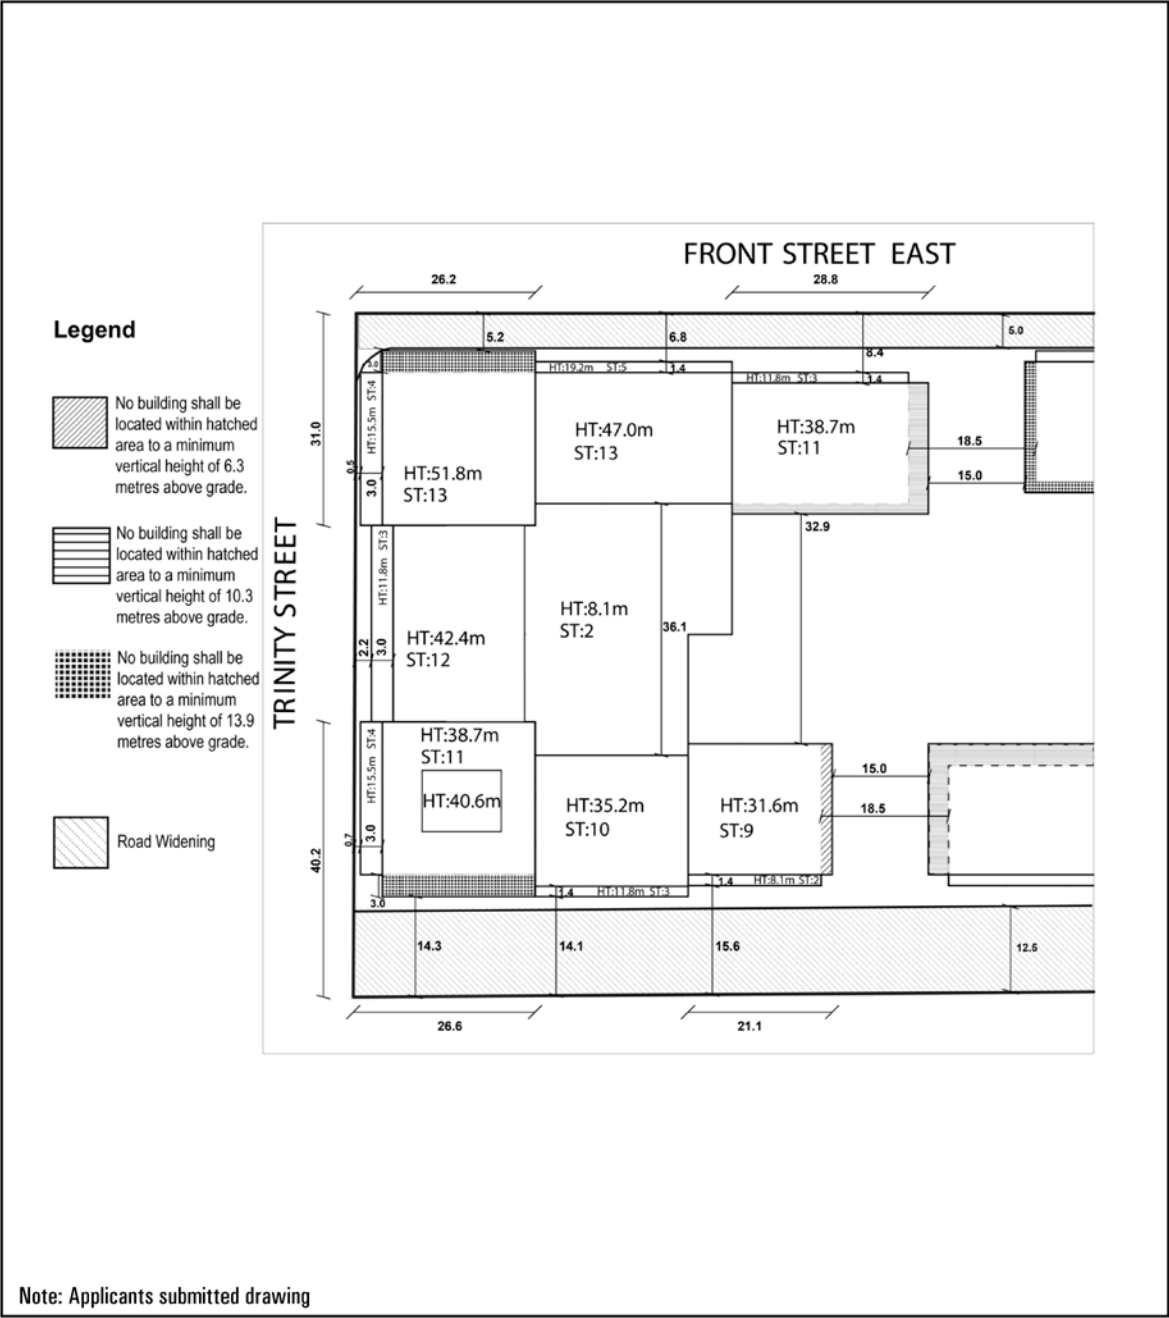 FRONT STREET EAST
26.2
28.8
Legend
5.2
6.8
5.0
8.4
3.0
HT:19.2m ST:5
1.4
HT:11.8m ST:3
1.4
No building shall be
located within hatched
area to a minimum
vertical height of 6.3
metres above grade.
HT:15.5m ST:4
31.0
HT:47.0m
ST:13
HT:38.7m
ST:11
18.5
0.5
3.0
HT:51.8m
ST:13
15.0
No building shall be
located within hatched
area to a minimum
vertical height of 10.3
metres above grade.
TRINITY STREET
HT:11.8m ST:3
32.9
HT:8.1m
ST:2
36.1
2.2
3.0
HT:42.4m
ST:12
No building shall be
located within hatched
area to a minimum
vertical height of 13.9
metres above grade.
HT:15.5m ST:4
HT:38.7m
ST:11
HT:40.6m
15.0
HT:35.2m
ST:10
HT:31.6m
ST:9
18.5
Road Widening
0.7
3.0
40.2
3.0
1.4
HT:11.8m ST:3
1.4
HT:8.1m ST:2
14.3
14.1
15.6
12.5
26.6
21.1
Note: Applicants submitted drawing